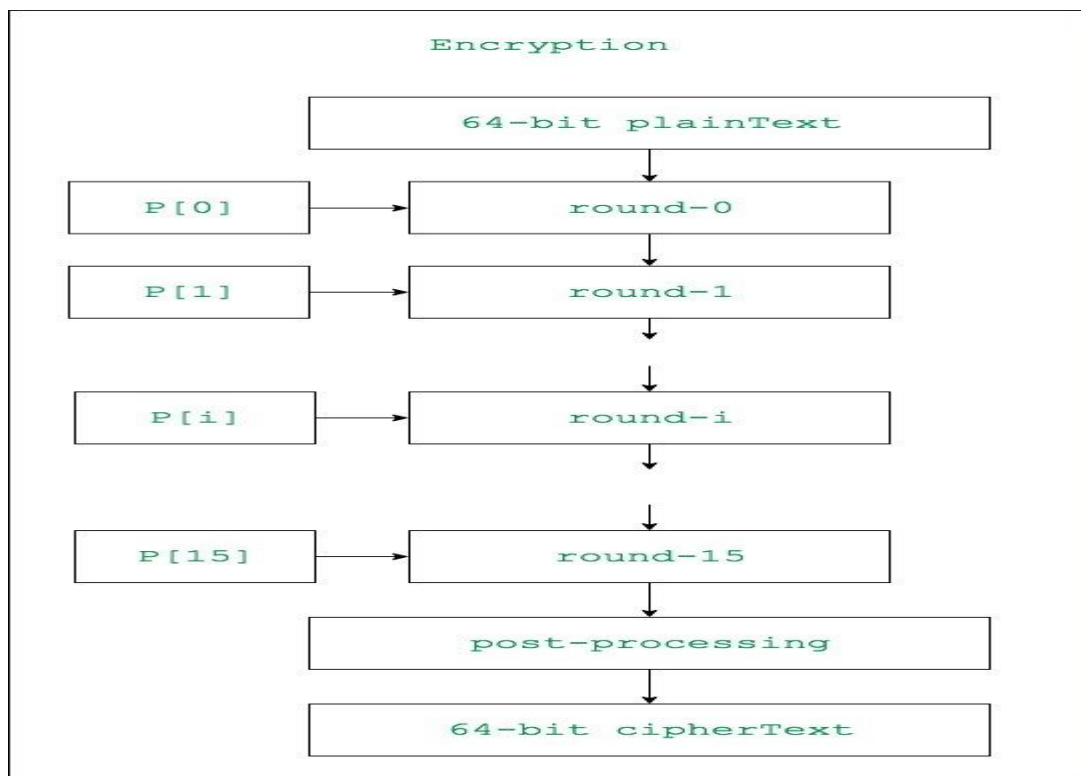 Encryption
64-bit plainText
P[0]
round-0
P[1]
round-1
P[i]
round-i
P[15]
round-15
post-processing
64-bit cipherText